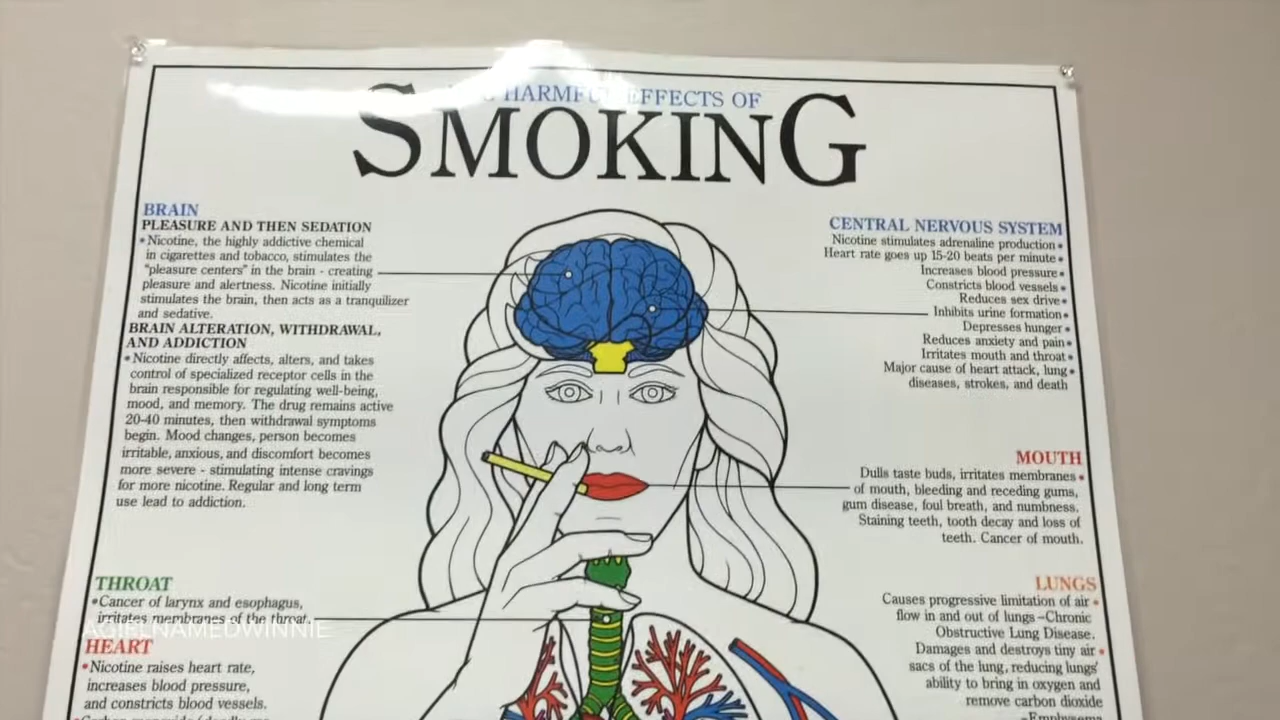 HARMFUL EFFECTS OF
SMOKING
BRAIN
PLEASURE AND THEN SEDATION
• Nicotine, the highly addictive chemical
in cigarettes and tobacco, stimulates the
"pleasure centers" in the brain - creating
pleasure and alertness. Nicotine initially
stimulates the brain, then acts as a tranquilizer
and sedative.
BRAIN ALTERATION, WITHDRAWAL,
AND ADDICTION
• Nicotine directly affects, alters, and takes
control of specialized receptor cells in the
brain responsible for regulating well-being,
mood, and memory. The drug remains active
20-40 minutes, then withdrawal symptoms
begin. Mood changes, person becomes
irritable, anxious, and discomfort becomes
more severe - stimulating intense cravings
for more nicotine. Regular and long term
use lead to addiction.
THROAT
• Cancer of larynx and esophagus,
irritates membranes of the throat.
AGIELNAMEDWINNIE
HEART
• Nicotine raises heart rate,
increases blood pressure,
and constricts blood vessels.
• Carbon monoxide (deadly gas
CENTRAL NERVOUS SYSTEM
Nicotine stimulates adrenaline production •
Heart rate goes up 15-20 beats per minute •
Increases blood pressure •
Constricts blood vessels •
Reduces sex drive •
Inhibits urine formation •
Depresses hunger •
Reduces anxiety and pain •
Irritates mouth and throat •
Major cause of heart attack, lung •
diseases, strokes, and death
MOUTH
Dulls taste buds, irritates membranes •
of mouth, bleeding and receding gums,
gum disease, foul breath, and numbness.
Staining teeth, tooth decay and loss of
teeth. Cancer of mouth.
LUNGS
Causes progressive limitation of air •
flow in and out of lungs –Chronic
Obstructive Lung Disease.
Damages and destroys tiny air •
sacs of the lung, reducing lungs'
ability to bring in oxygen and
remove carbon dioxide
–Emphysema